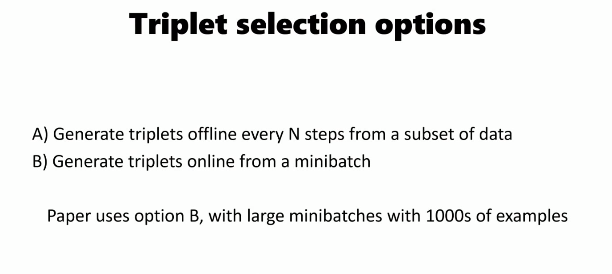 Triplet selection options
A) Generate triplets offline every N steps from a subset of data
B) Generate triplets online from a minibatch
Paper uses option B, with large minibatches with 1000s of examples